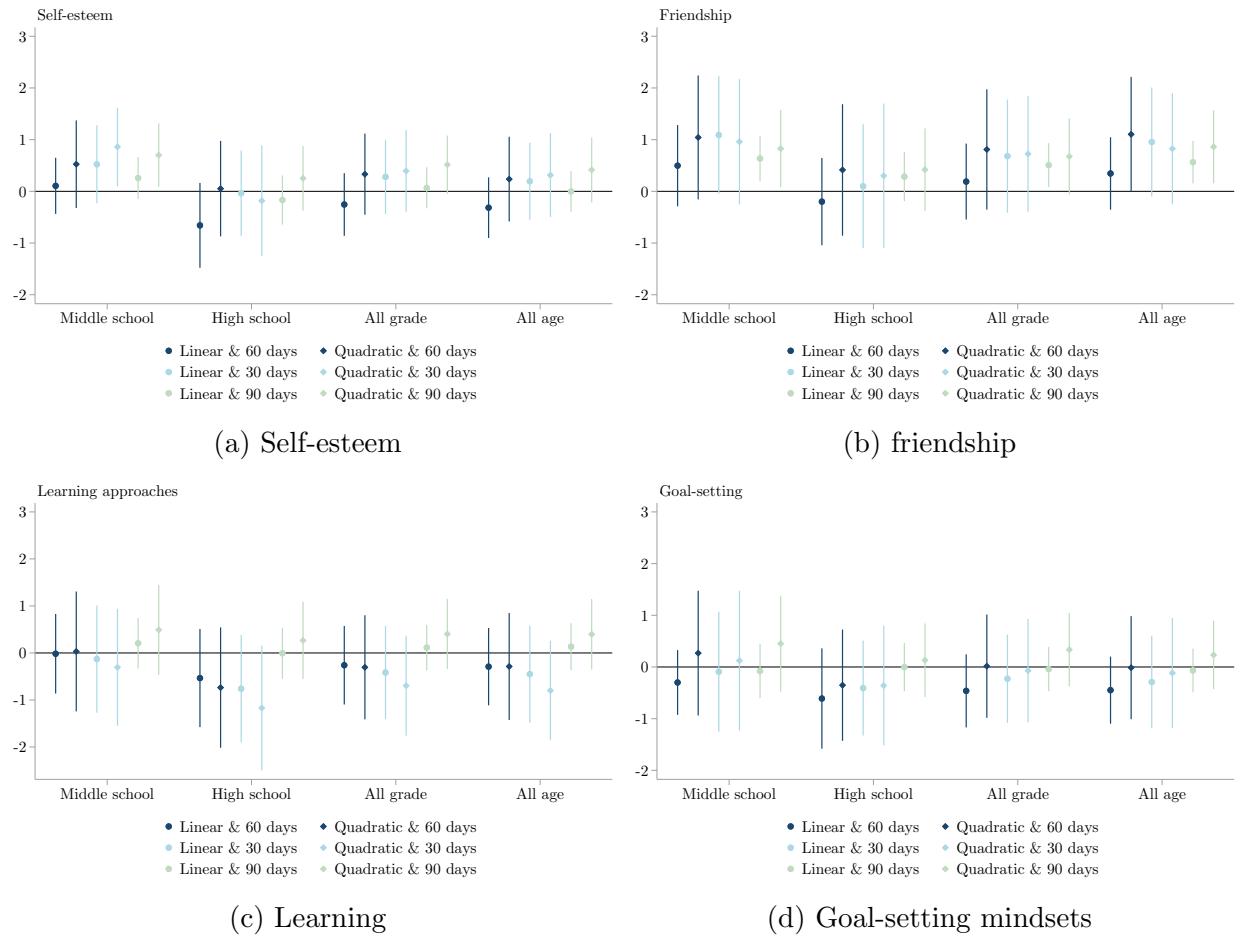 Self-esteem
3
2
1
0
-1
-2
Middle school High school All grade All age
Linear & 60 days Quadratic & 60 days
Linear & 30 days Quadratic & 30 days
Linear & 90 days Quadratic & 90 days
(a) Self-esteem
Friendship
3
2
1
0
-1
-2
Middle school High school All grade All age
Linear & 60 days Quadratic & 60 days
Linear & 30 days Quadratic & 30 days
Linear & 90 days Quadratic & 90 days
(b) friendship
Learning approaches
3
2
1
0
-1
-2
Middle school High school All grade All age
Linear & 60 days Quadratic & 60 days
Linear & 30 days Quadratic & 30 days
Linear & 90 days Quadratic & 90 days
(c) Learning
Goal-setting
3
2
1
0
-1
-2
Middle school High school All grade All age
Linear & 60 days Quadratic & 60 days
Linear & 30 days Quadratic & 30 days
Linear & 90 days Quadratic & 90 days
(d) Goal-setting mindsets